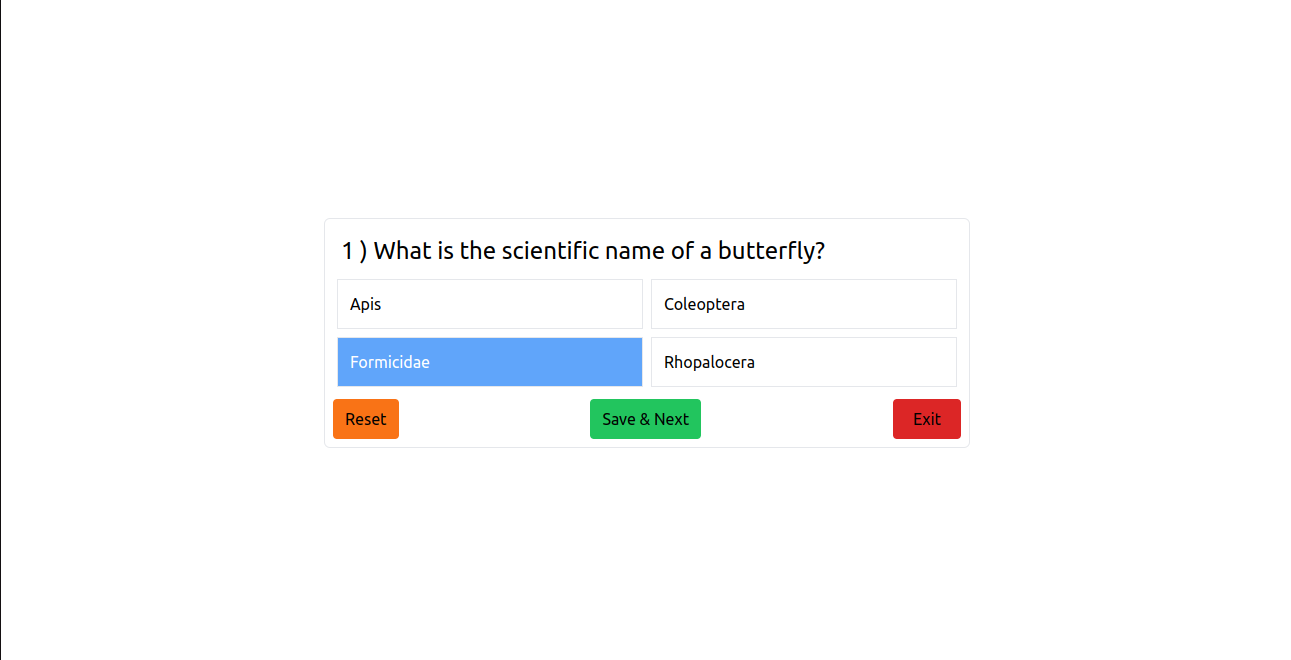 1 ) What is the scientific name of a butterfly?
Apis
Coleoptera
Formicidae
Rhopalocera
Reset
Save & Next
Exit